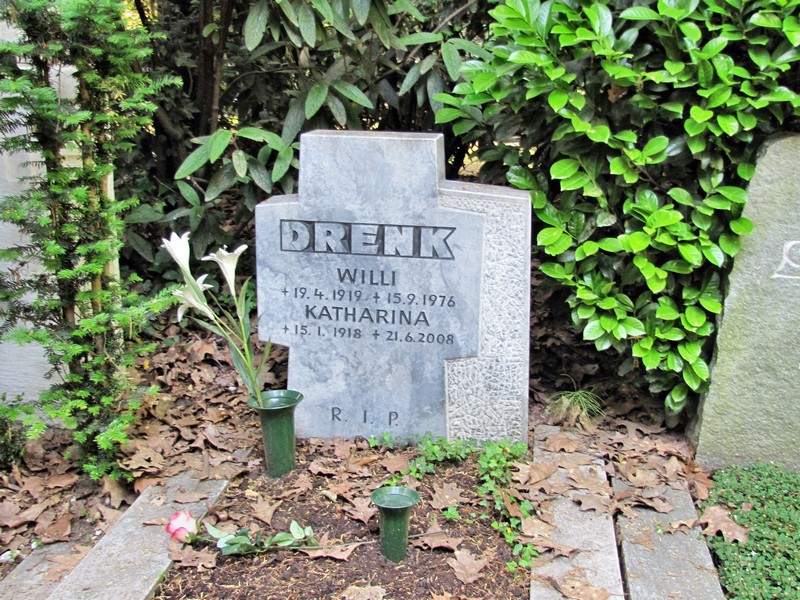 DRENK
WILLI
+ 19. 4. 1919 + 15. 9. 1976
KATHARINA
+ 15. 1. 1918 + 21. 6. 2008
R. I. P.